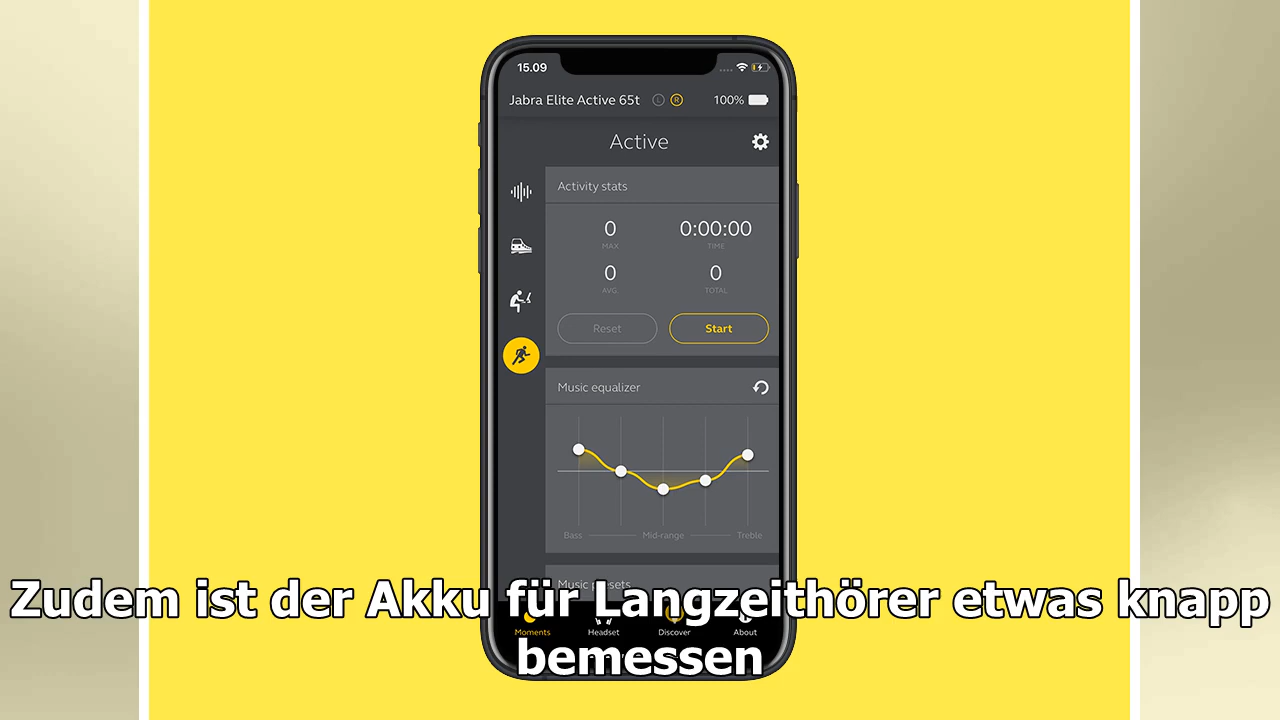 15.09
Jabra Elite Active 65t L R 100%
Active
Activity stats
0 0:00:00
MAX TIME
0 0
AVG. TOTAL
Reset Start
Music equalizer
Bass Mid-range Treble
Music presets
Zudem ist der Akku für Langzeithörer etwas knapp
Moments Headset Discover About
bemessen